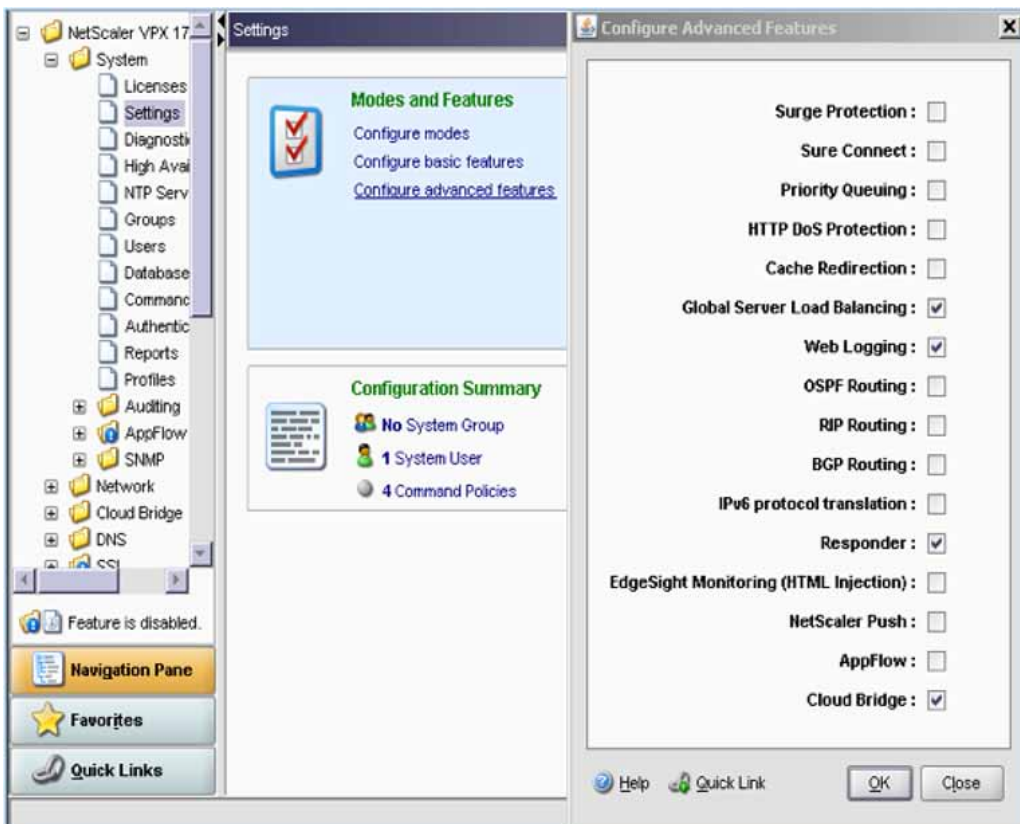 NetScaler VPX 17
System
Licenses
Settings
Diagnosti
High Avai
NTP Serv
Groups
Users
Database
Commanc
Authentic
Reports
Profiles
Auditing
AppFlow
SNMP
Network
Cloud Bridge
DNS
SSL
Feature is disabled.
Navigation Pane
Favorites
Quick Links
Settings
Modes and Features
Configure modes
Configure basic features
Configure advanced features
Configuration Summary
No System Group
1 System User
4 Command Policies
Configure Advanced Features
Surge Protection :
Sure Connect :
Priority Queuing :
HTTP DoS Protection :
Cache Redirection :
Global Server Load Balancing :
Web Logging :
OSPF Routing :
RIP Routing :
BGP Routing :
IPv6 protocol translation :
Responder :
EdgeSight Monitoring (HTML Injection) :
NetScaler Push :
AppFlow :
Cloud Bridge :
Help
Quick Link
OK
Close